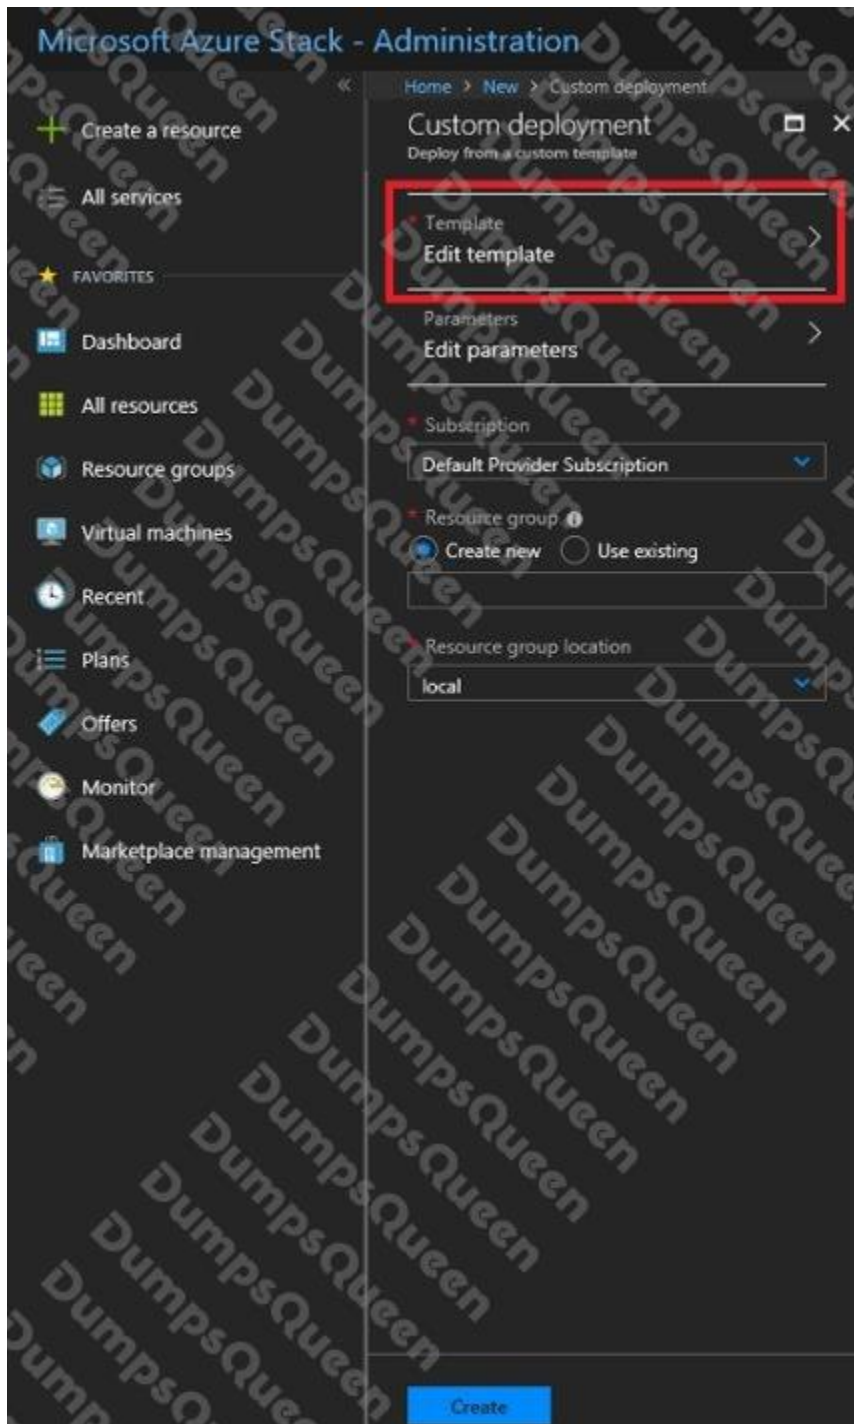 Microsoft Azure Stack - Administration
«
Create a resource
All services
FAVORITES
Dashboard
All resources
Resource groups
Virtual machines
Recent
Plans
Offers
Monitor
Marketplace management
Home > New > Custom deployment
Custom deployment
Deploy from a custom template
* Template
Edit template
Parameters
Edit parameters
* Subscription
Default Provider Subscription
* Resource group
Create new Use existing
* Resource group location
local
Create
DumpsQueen